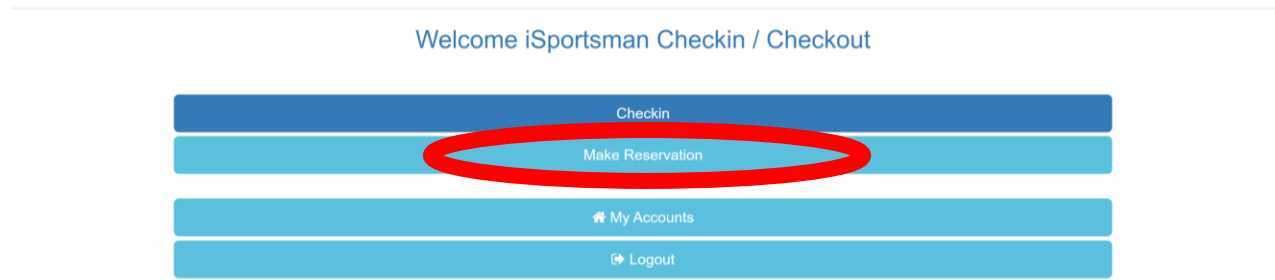 Welcome iSportsman Checkin / Checkout
Checkin
Make Reservation
My Accounts
Logout